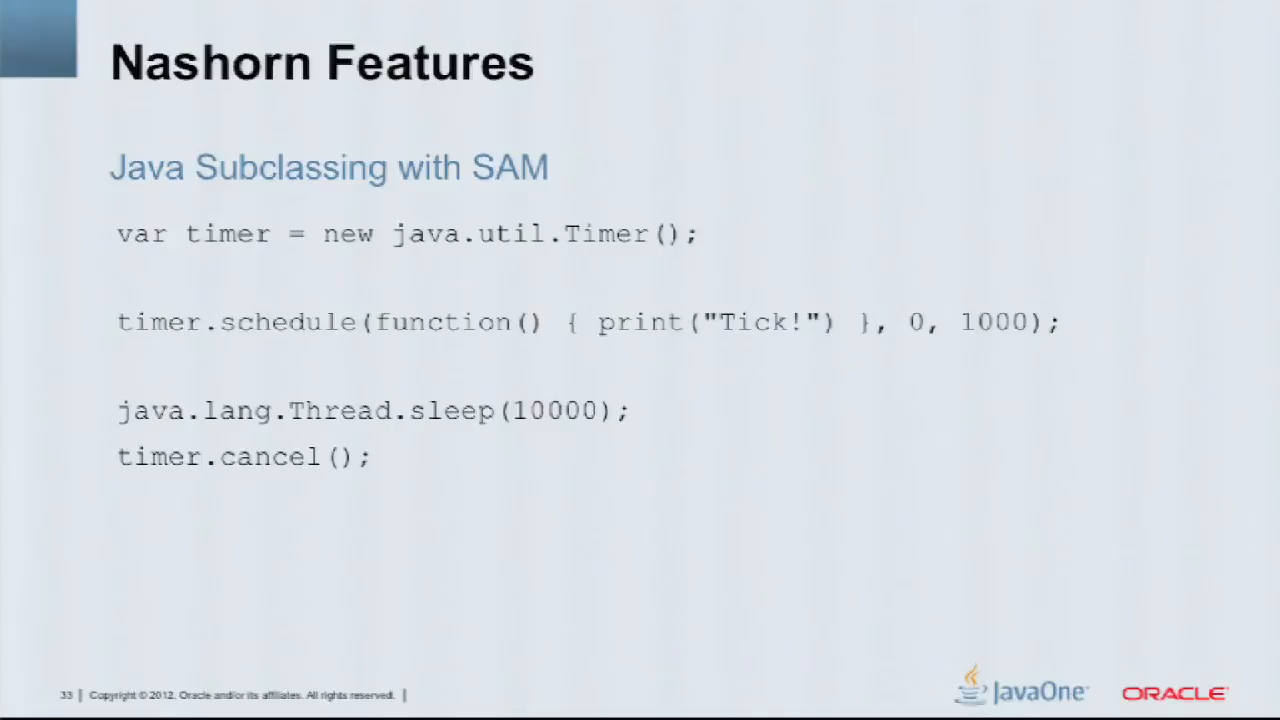 Nashorn Features
Java Subclassing with SAM
var timer = new java.util.Timer();
timer.schedule(function() { print("Tick!") }, 0, 1000);
java.lang.Thread.sleep(10000);
timer.cancel();
33 | Copyright © 2012, Oracle and/or its affiliates. All rights reserved. |
JavaOne
ORACLE